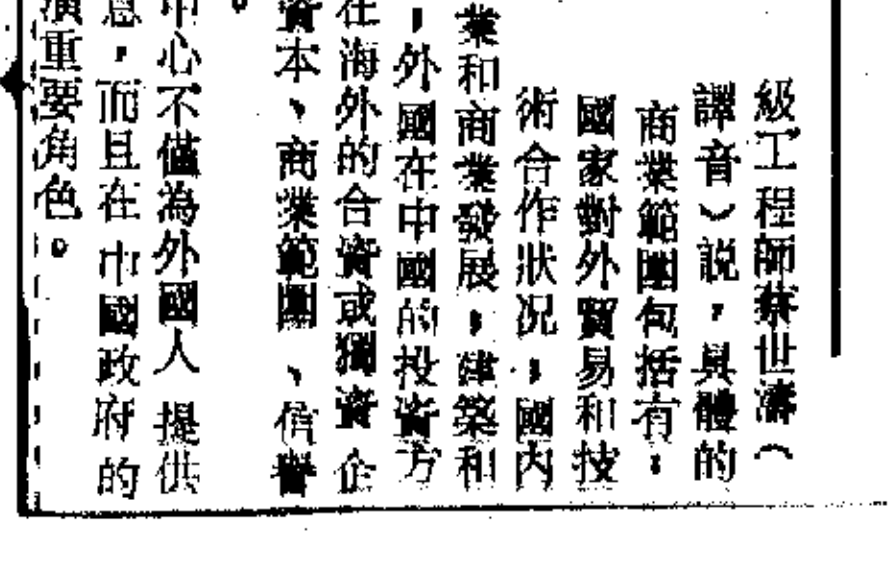 級工程師蔡世濤（
譯音）説，具體的
商業範圍包括有：
國家對外貿易和技
術合作狀況；國內
業和商業發展；建築和
，外國在中國的投資方
在海外的合資或獨資企
資本、商業範圍、信譽
。
中心不僅為外國人 提供
息，而且在中國政府的
演重要角色。